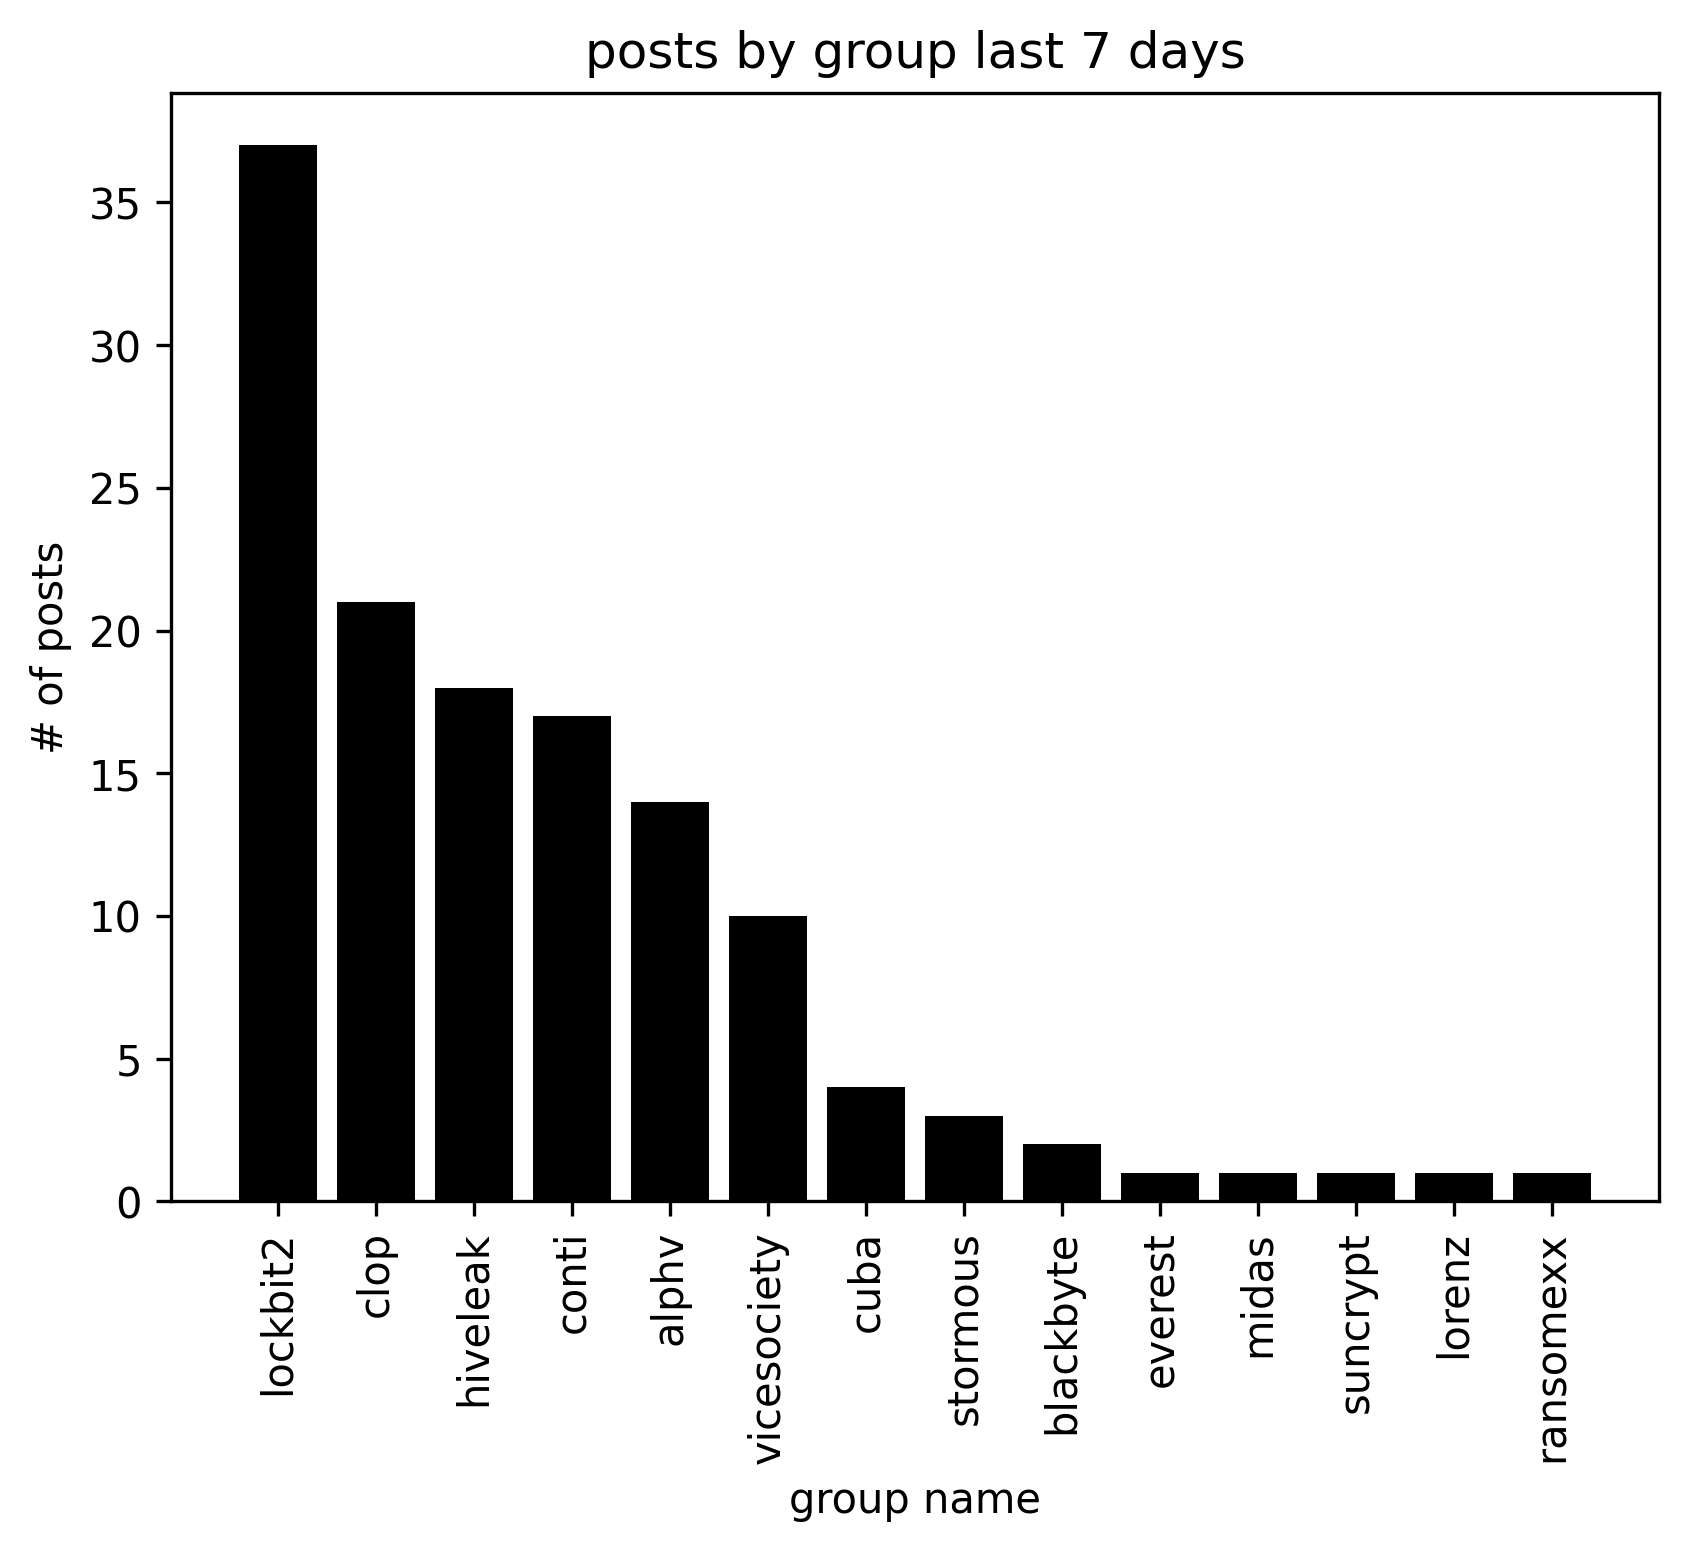 posts by group last 7 days
# of posts
35
30
25
20
15
10
5
0
lockbit2
clop
hiveleak
conti
alphv
vicesociety
cuba
stormous
blackbyte
everest
midas
suncrypt
lorenz
ransomexx
group name